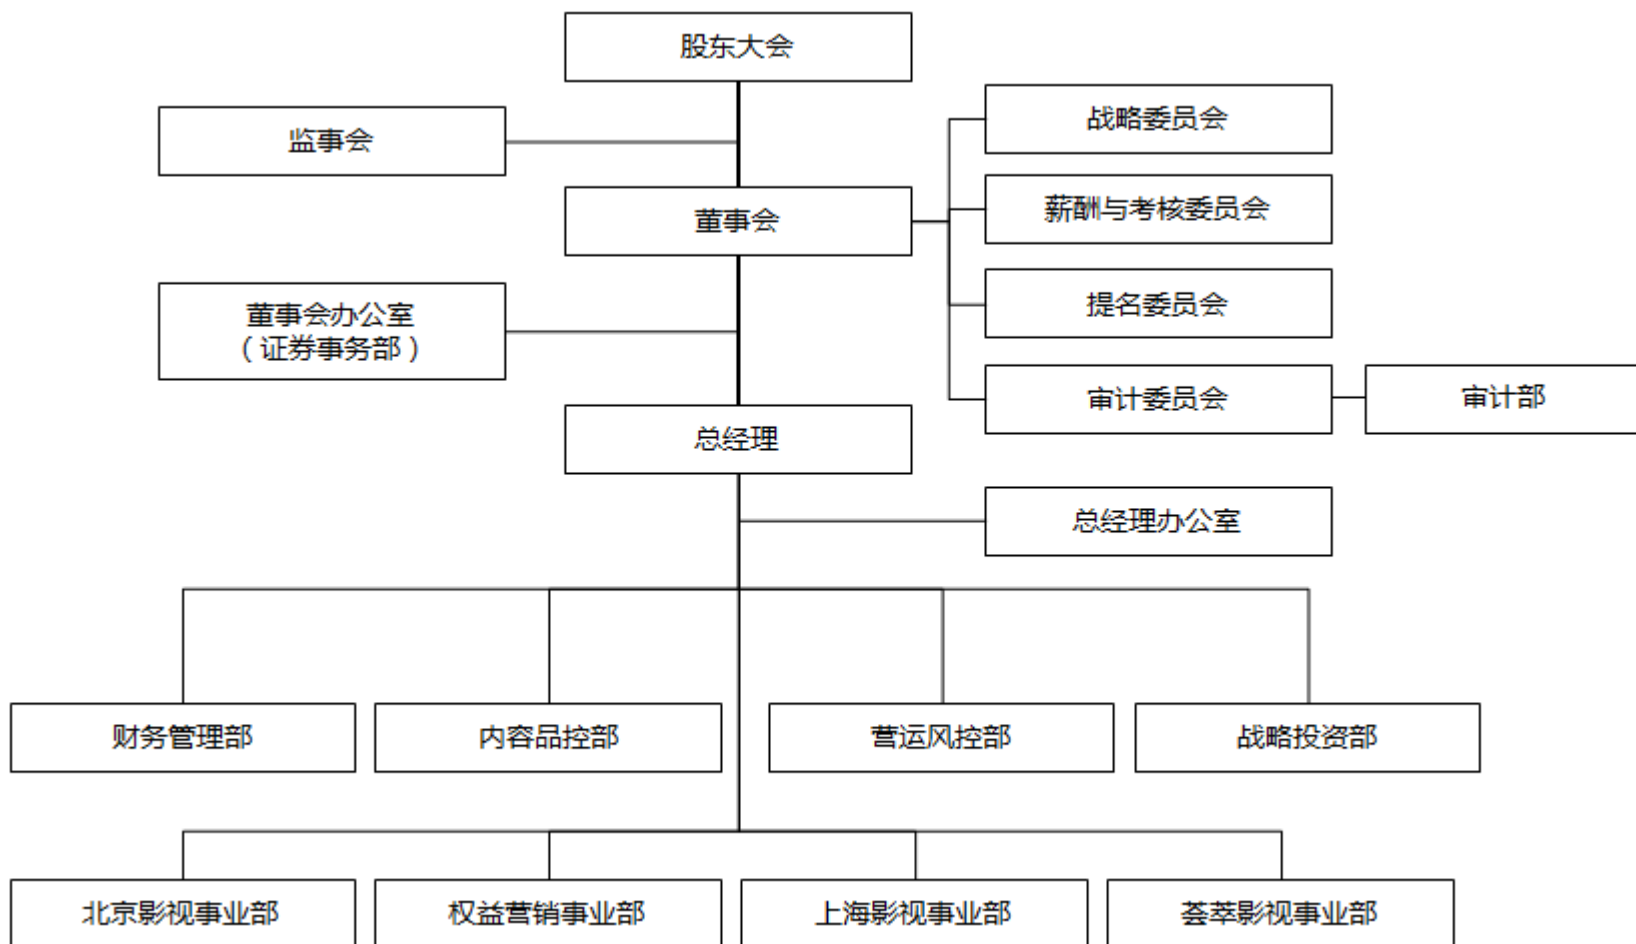 股东大会
监事会
战略委员会
薪酬与考核委员会
董事会
提名委员会
董事会办公室
（证券事务部）
审计委员会
审计部
总经理
总经理办公室
财务管理部
内容品控部
营运风控部
战略投资部
北京影视事业部
权益营销事业部
上海影视事业部
荟萃影视事业部